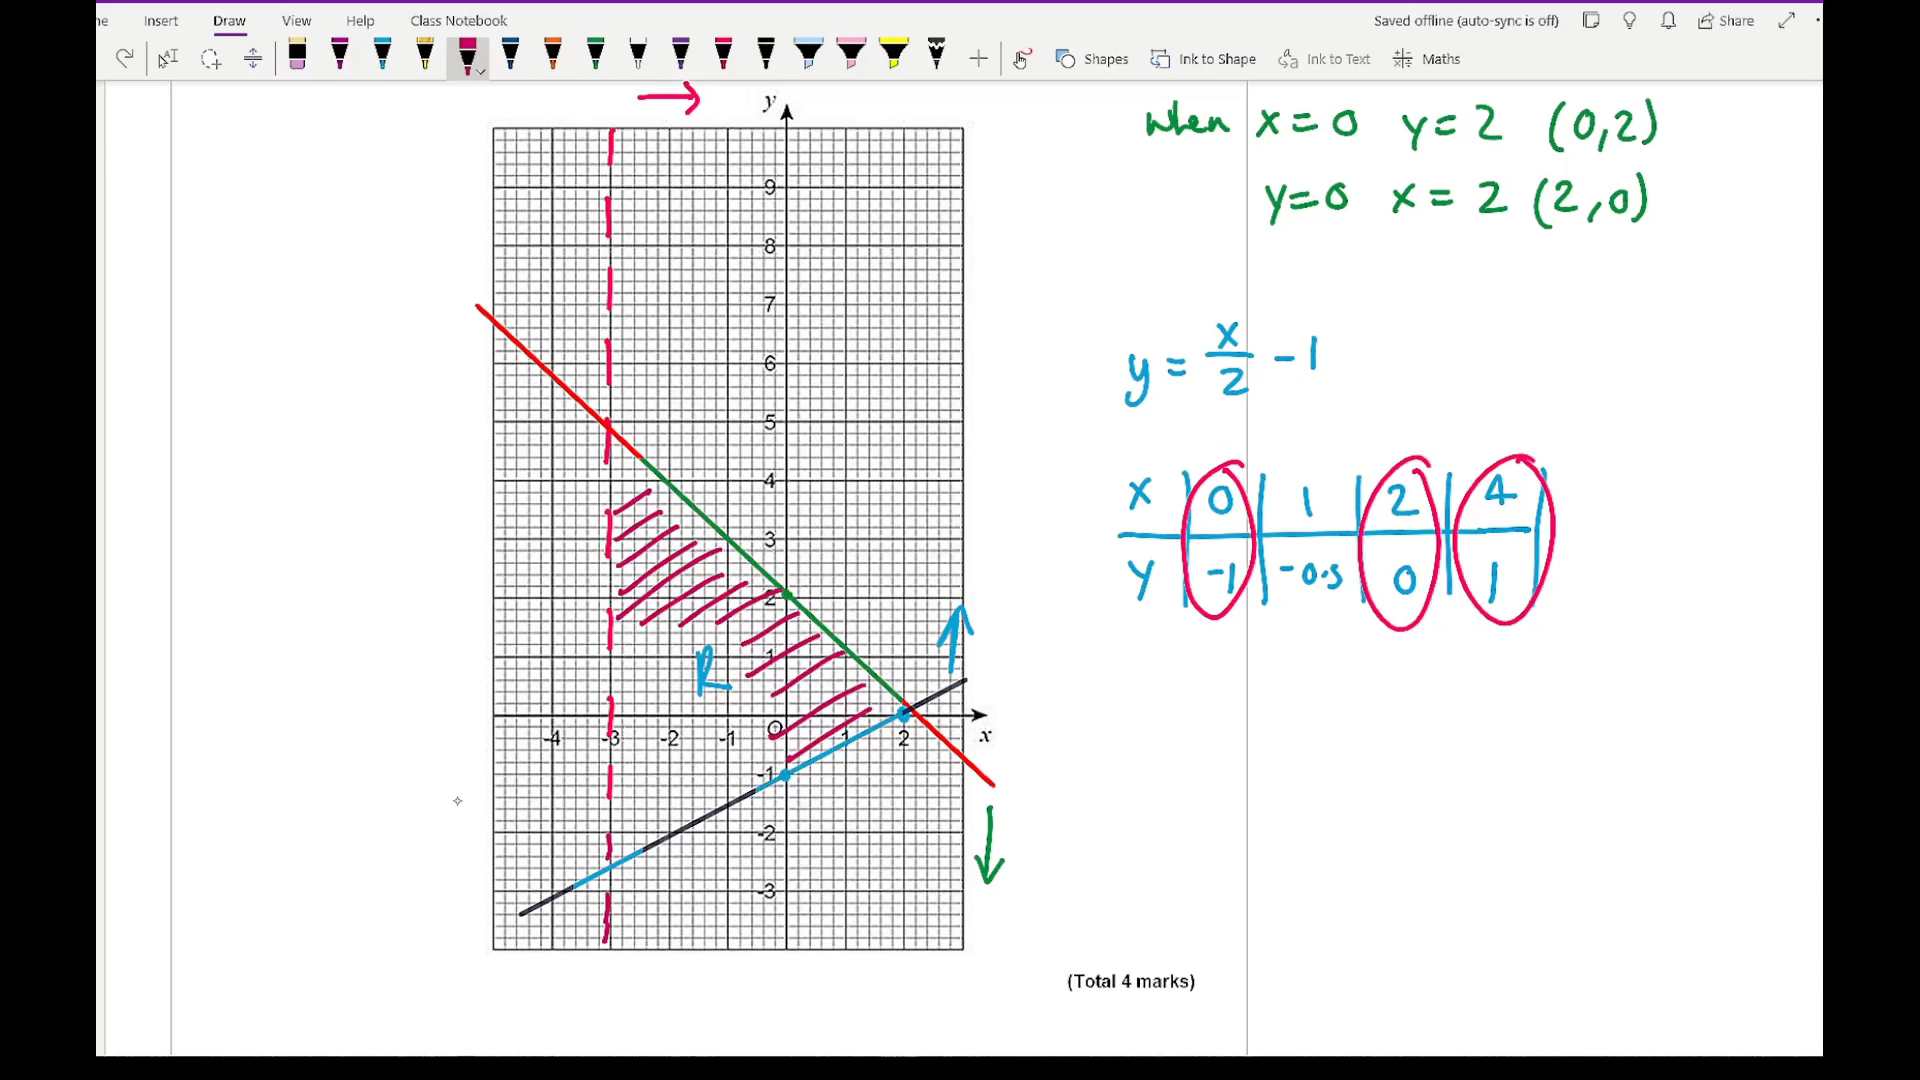 ne Insert Draw View Help Class Notebook Saved offline (auto-sync is off) Share
Shapes Ink to Shape Ink to Text Maths
y
when x = 0 y = 2 (0,2)
y=0 x = 2 (2,0)
9
8
7
6
5
4
3
2
1
R
O
-4 -3 -2 -1 1 2 x
-1
-2
-3
y = x/2 - 1
x 0 1 2 4
y -1 -0.5 0 1
(Total 4 marks)